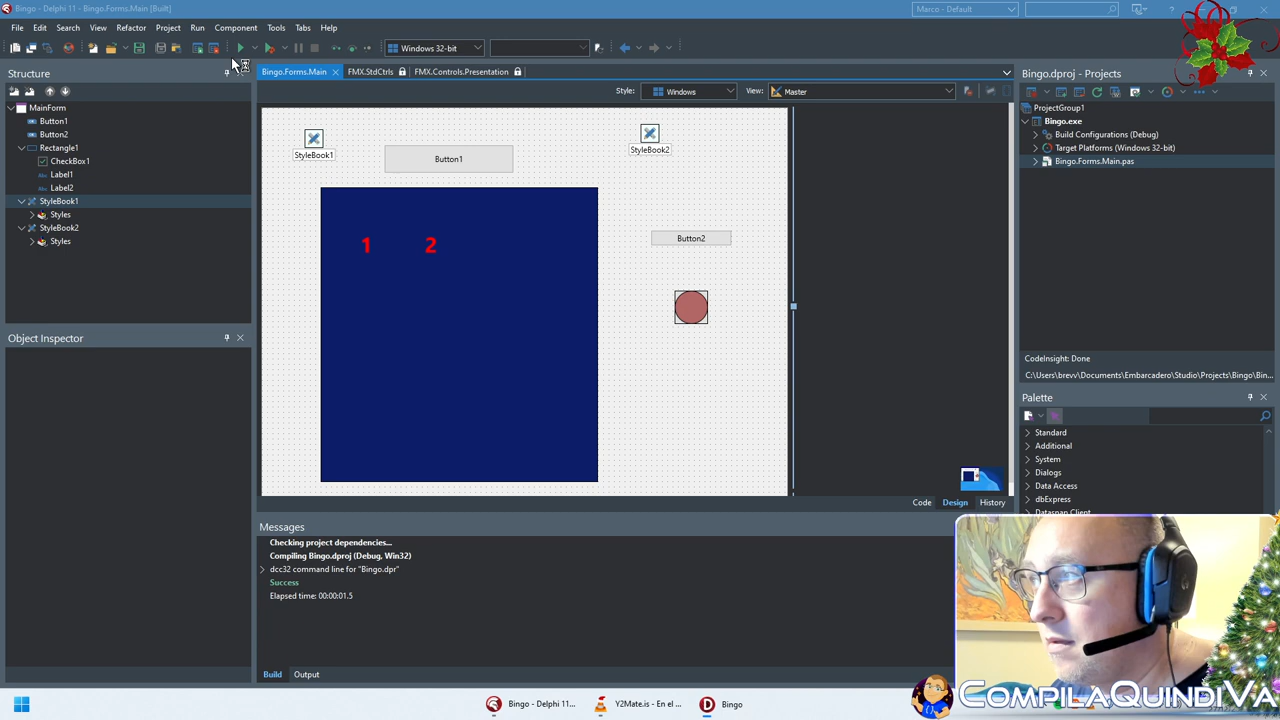 Bingo - Delphi 11 - Bingo.Forms.Main [Built]
Marco - Default
File Edit Search View Refactor Project Run Component Tools Tabs Help
Windows 32-bit
Structure
Bingo.Forms.Main FMX.StdCtrls FMX.Controls.Presentation
Bingo.dproj - Projects
Style: Windows View: Master
MainForm
Button1
Button2
Rectangle1
CheckBox1
Label1
Label2
StyleBook1
Styles
StyleBook2
Styles
StyleBook1
Button1
StyleBook2
1 2
Button2
ProjectGroup1
Bingo.exe
Build Configurations (Debug)
Target Platforms (Windows 32-bit)
Bingo.Forms.Main.pas
Object Inspector
CodeInsight: Done
C:\Users\brevv\Documents\Embarcadero\Studio\Projects\Bingo\Bin...
Palette
Standard
Additional
System
Dialogs
Data Access
dbExpress
Datasnap Client
Code Design History
Messages
Checking project dependencies...
Compiling Bingo.dproj (Debug, Win32)
dcc32 command line for "Bingo.dpr"
Success
Elapsed time: 00:00:01.5
Build Output
Bingo - Delphi 11... Y2Mate.is - En el ... Bingo
COMPILAQUINDIVA